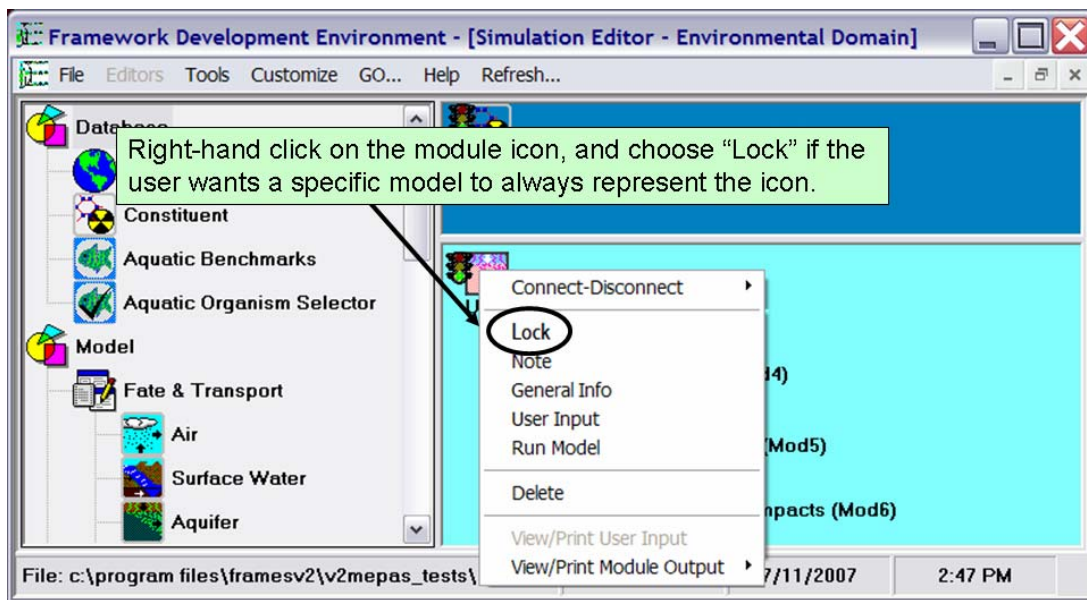 Framework Development Environment - [Simulation Editor - Environmental Domain]
File Editors Tools Customize GO... Help Refresh...
Right-hand click on the module icon, and choose “Lock” if the
user wants a specific model to always represent the icon.
Constituent
Aquatic Benchmarks
Aquatic Organism Selector
Model
Fate & Transport
Air
Surface Water
Aquifer
Connect-Disconnect
Lock
Note
General Info
User Input
Run Model
Delete
View/Print User Input
View/Print Module Output
(Mod5)
(Mod6)
File: c:\program files\framesv2\v2mepas_tests\
7/11/2007
2:47 PM